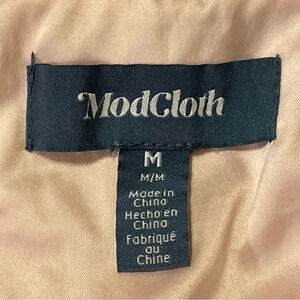 ModCloth
M
M/M
Made in
China
Hecho en
China
Fabriqué
au
Chine